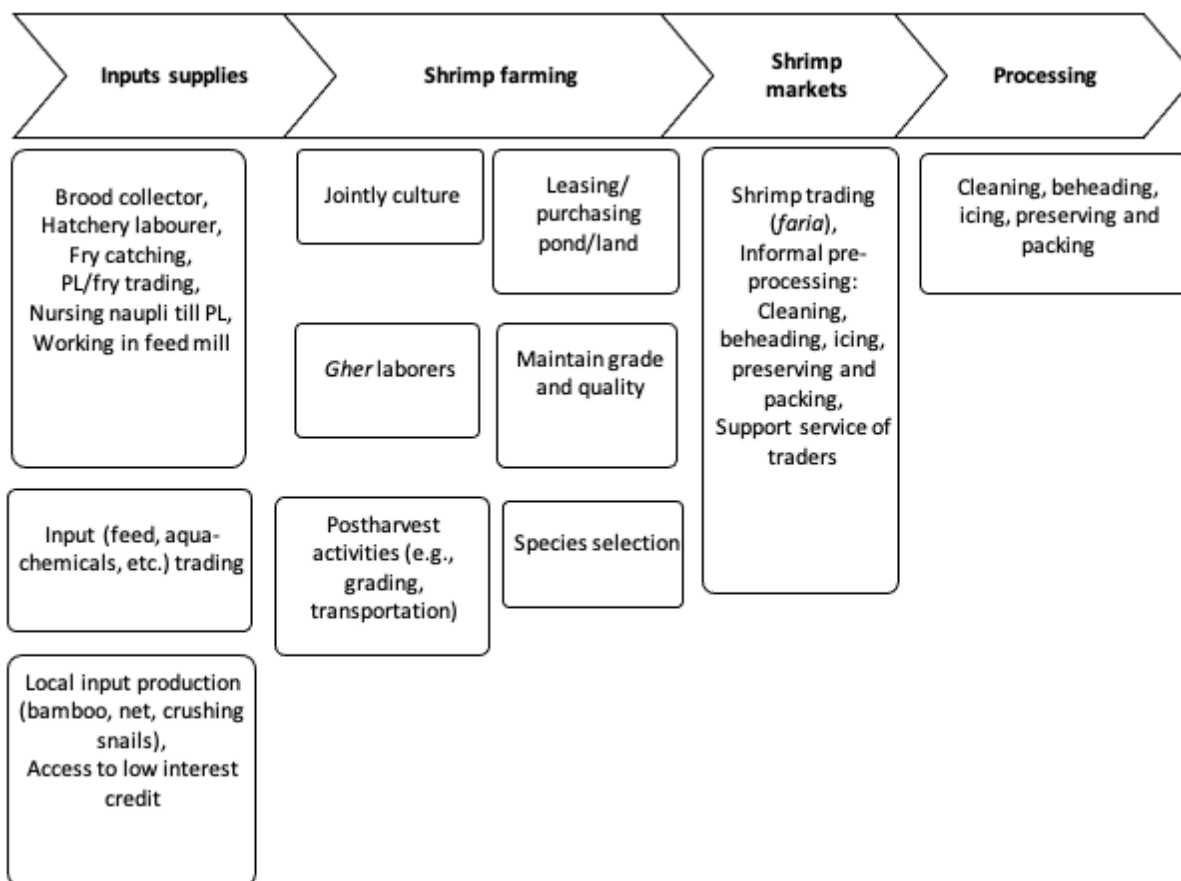 Inputs supplies
Shrimp farming
Shrimp
markets
Processing
Brood collector,
Hatchery labourer,
Fry catching,
PL/fry trading,
Nursing naupli till PL,
Working in feed mill
Input (feed, aqua-
chemicals, etc.) trading
Local input production
(bamboo, net, crushing
snails),
Access to low interest
credit
Jointly culture
Gher laborers
Postharvest
activities (e.g.,
grading,
transportation)
Leasing/
purchasing
pond/land
Maintain grade
and quality
Species selection
Shrimp trading
(faria),
Informal pre-
processing:
Cleaning,
beheading, icing,
preserving and
packing,
Support service of
traders
Cleaning, beheading,
icing, preserving and
packing